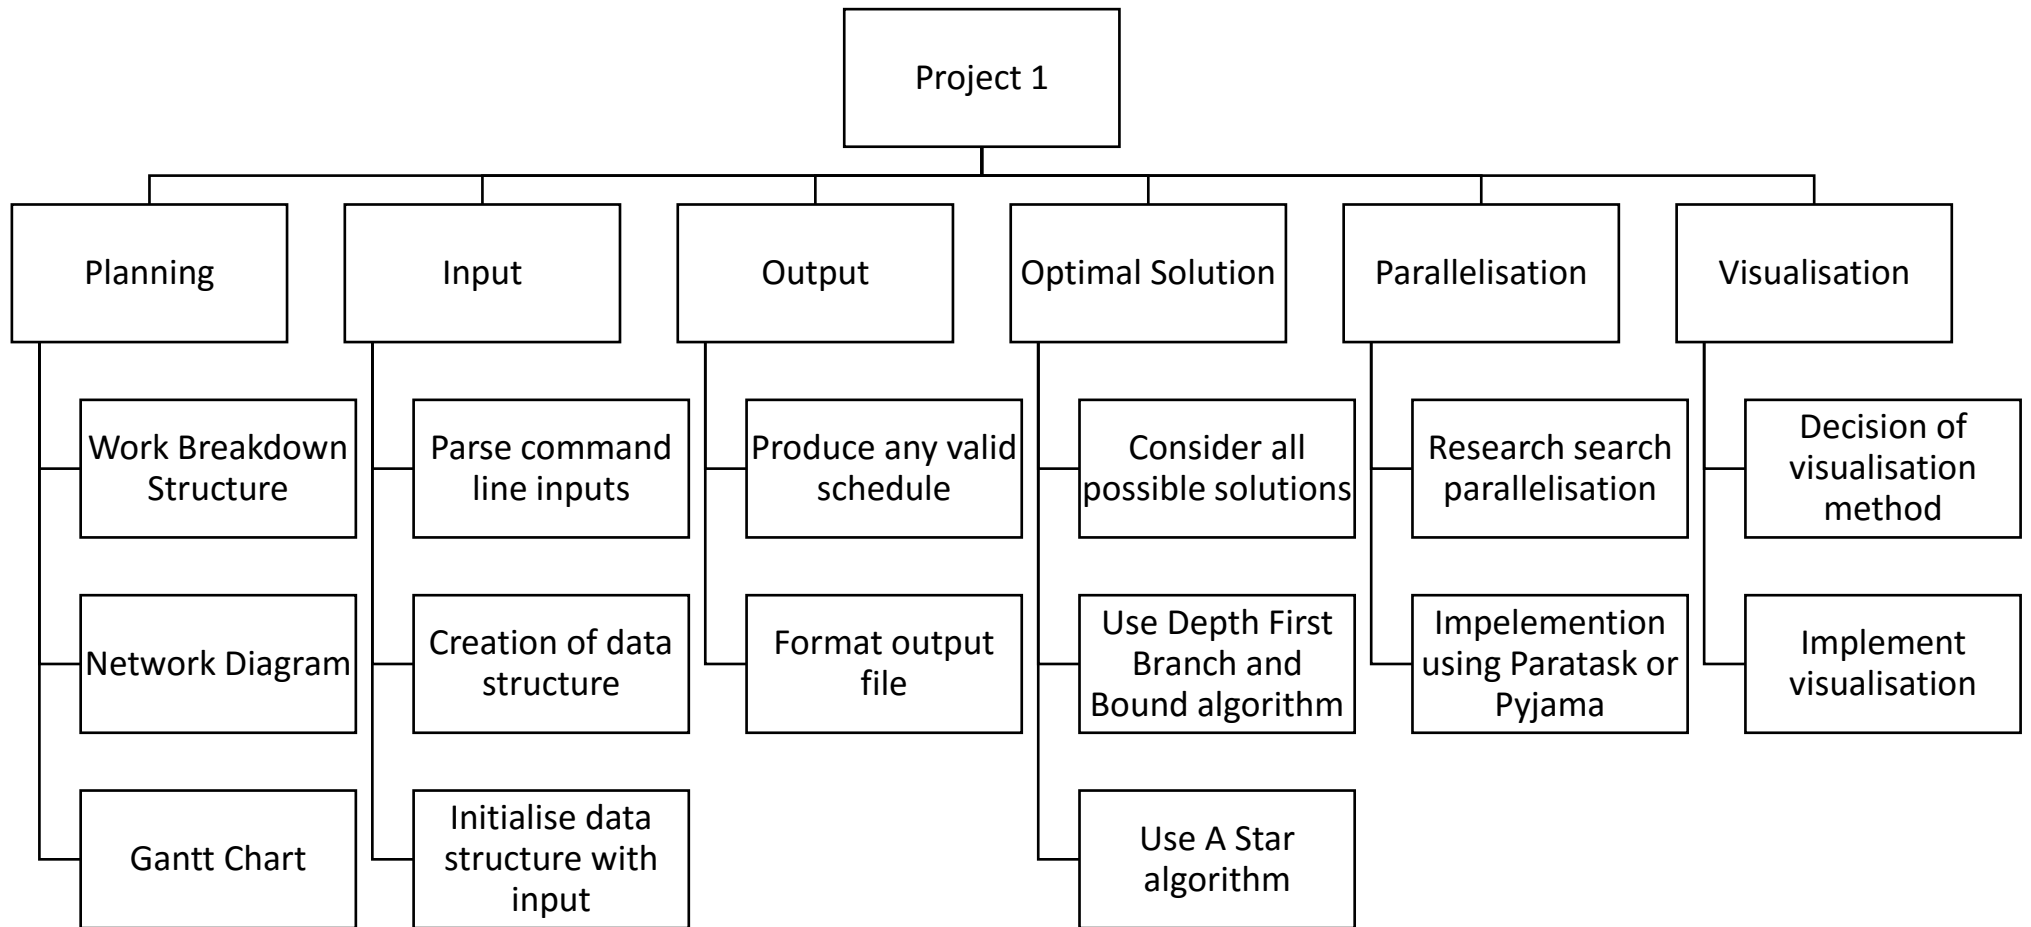 Project 1
Planning
Input
Output
Optimal Solution
Parallelisation
Visualisation
Work Breakdown
Structure
Parse command
line inputs
Produce any valid
schedule
Consider all
possible solutions
Research search
parallelisation
Decision of
visualisation
method
Network Diagram
Creation of data
structure
Format output
file
Use Depth First
Branch and
Bound algorithm
Impelemention
using Paratask or
Pyjama
Implement
visualisation
Gantt Chart
Initialise data
structure with
input
Use A Star
algorithm